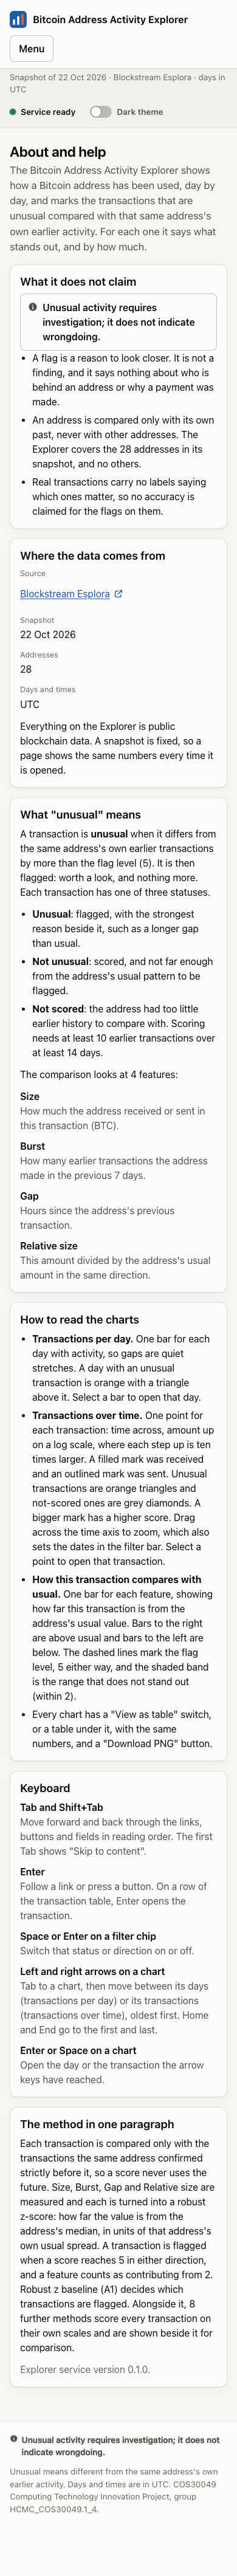 Bitcoin Address Activity Explorer
Menu
Snapshot of 22 Oct 2026 · Blockstream Esplora · days in
UTC
Service ready
Dark theme
About and help
The Bitcoin Address Activity Explorer shows
how a Bitcoin address has been used, day by
day, and marks the transactions that are
unusual compared with that same address's
own earlier activity. For each one it says what
stands out, and by how much.
What it does not claim
Unusual activity requires
investigation; it does not indicate
wrongdoing.
• A flag is a reason to look closer. It is not a
finding, and it says nothing about who is
behind an address or why a payment was
made.
• An address is compared only with its own
past, never with other addresses. The
Explorer covers the 28 addresses in its
snapshot, and no others.
• Real transactions carry no labels saying
which ones matter, so no accuracy is
claimed for the flags on them.
Where the data comes from
Source
Blockstream Esplora
Snapshot
22 Oct 2026
Addresses
28
Days and times
UTC
Everything on the Explorer is public
blockchain data. A snapshot is fixed, so a
page shows the same numbers every time it
is opened.
What "unusual" means
A transaction is unusual when it differs from
the same address's own earlier transactions
by more than the flag level (5). It is then
flagged: worth a look, and nothing more.
Each transaction has one of three statuses.
• Unusual: flagged, with the strongest
reason beside it, such as a longer gap
than usual.
• Not unusual: scored, and not far enough
from the address's usual pattern to be
flagged.
• Not scored: the address had too little
earlier history to compare with. Scoring
needs at least 10 earlier transactions over
at least 14 days.
The comparison looks at 4 features:
Size
How much the address received or sent in
this transaction (BTC).
Burst
How many earlier transactions the address
made in the previous 7 days.
Gap
Hours since the address's previous
transaction.
Relative size
This amount divided by the address's usual
amount in the same direction.
How to read the charts
• Transactions per day. One bar for each
day with activity, so gaps are quiet
stretches. A day with an unusual
transaction is orange with a triangle
above it. Select a bar to open that day.
• Transactions over time. One point for
each transaction: time across, amount up
on a log scale, where each step up is ten
times larger. A filled mark was received
and an outlined mark was sent. Unusual
transactions are orange triangles and
not-scored ones are grey diamonds. A
bigger mark has a higher score. Drag
across the time axis to zoom, which also
sets the dates in the filter bar. Select a
point to open that transaction.
• How this transaction compares with
usual. One bar for each feature, showing
how far this transaction is from the
address's usual value. Bars to the right
are above usual and bars to the left are
below. The dashed lines mark the flag
level, 5 either way, and the shaded band
is the range that does not stand out
(within 2).
• Every chart has a "View as table" switch,
or a table under it, with the same
numbers, and a "Download PNG" button.
Keyboard
Tab and Shift+Tab
Move forward and back through the links,
buttons and fields in reading order. The first
Tab shows "Skip to content".
Enter
Follow a link or press a button. On a row of
the transaction table, Enter opens the
transaction.
Space or Enter on a filter chip
Switch that status or direction on or off.
Left and right arrows on a chart
Tab to a chart, then move between its days
(transactions per day) or its transactions
(transactions over time), oldest first. Home
and End go to the first and last.
Enter or Space on a chart
Open the day or the transaction the arrow
keys have reached.
The method in one paragraph
Each transaction is compared only with the
transactions the same address confirmed
strictly before it, so a score never uses the
future. Size, Burst, Gap and Relative size are
measured and each is turned into a robust
z-score: how far the value is from the
address's median, in units of that address's
own usual spread. A transaction is flagged
when a score reaches 5 in either direction,
and a feature counts as contributing from 2.
Robust z baseline (A1) decides which
transactions are flagged. Alongside it, 8
further methods score every transaction on
their own scales and are shown beside it for
comparison.
Explorer service version 0.1.0.
Unusual activity requires investigation; it does not
indicate wrongdoing.
Unusual means different from the same address's own
earlier activity. Days and times are in UTC. COS30049
Computing Technology Innovation Project, group
HCMC_COS30049.1_4.